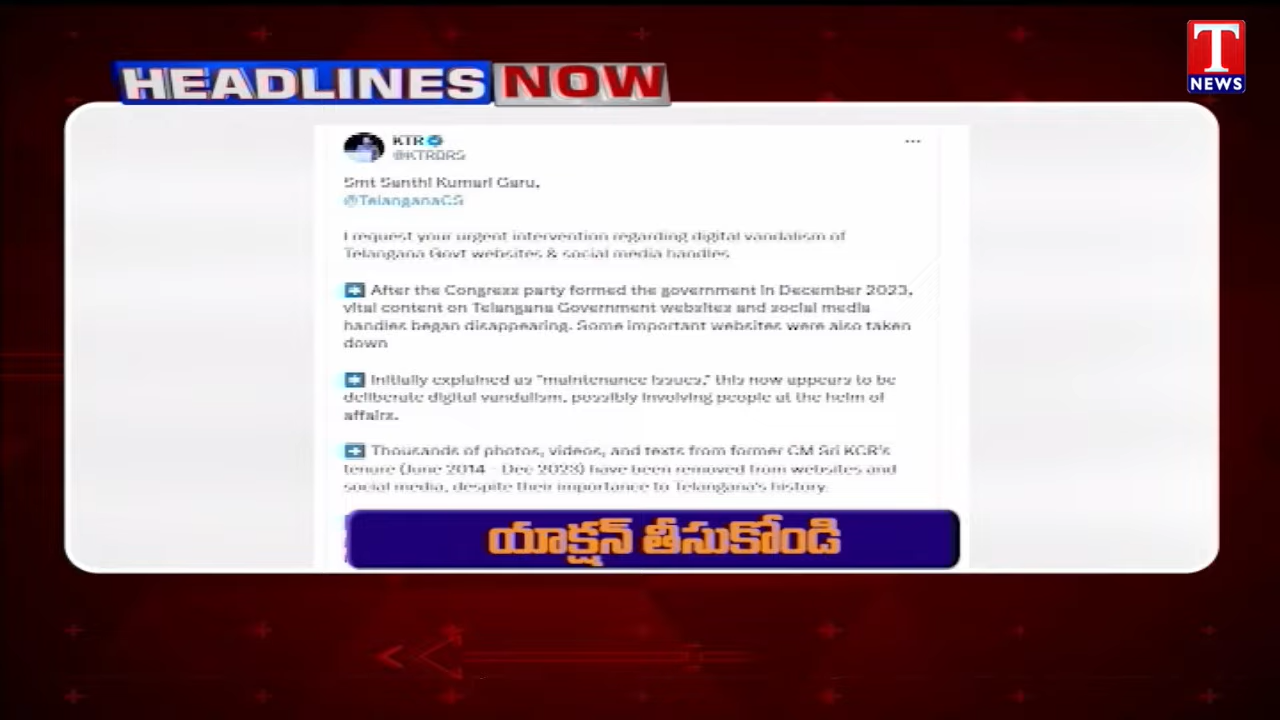 HEADLINES NOW
T
NEWS
KTR
@KTRBRS
Smt Santhi Kumari Garu,
@TelanganaCS
I request your urgent intervention regarding digital vandalism of
Telangana Govt websites & social media handles
After the Congress party formed the government in December 2023,
vital content on Telangana Government websites and social media
handles began disappearing. Some important websites were also taken
down
Initially explained as "maintenance issues," this now appears to be
deliberate digital vandalism, possibly involving people at the helm of
affairs.
Thousands of photos, videos, and texts from former CM Sri KCR's
tenure (June 2014 - Dec 2023) have been removed from websites and
social media, despite their importance to Telangana's history.
యాక్షన్ తీసుకోండి